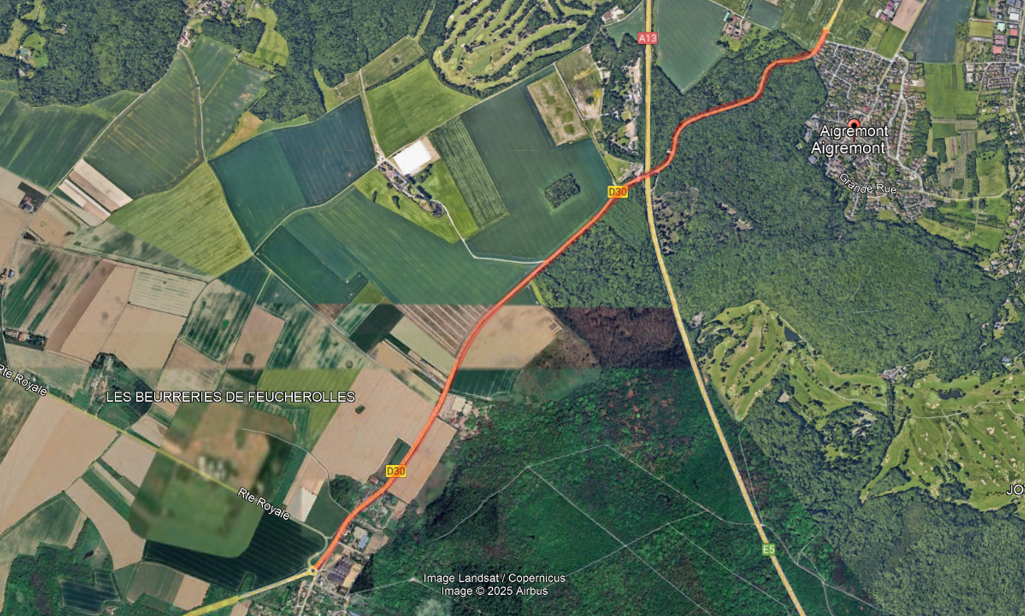 A13
Aigremont
Aigremont
Grande Rue
D30
Rte Royale
LES BEURRERIES DE FEUCHEROLLES
D30
Rte Royale
JO
E5
Image Landsat / Copernicus
Image © 2025 Airbus